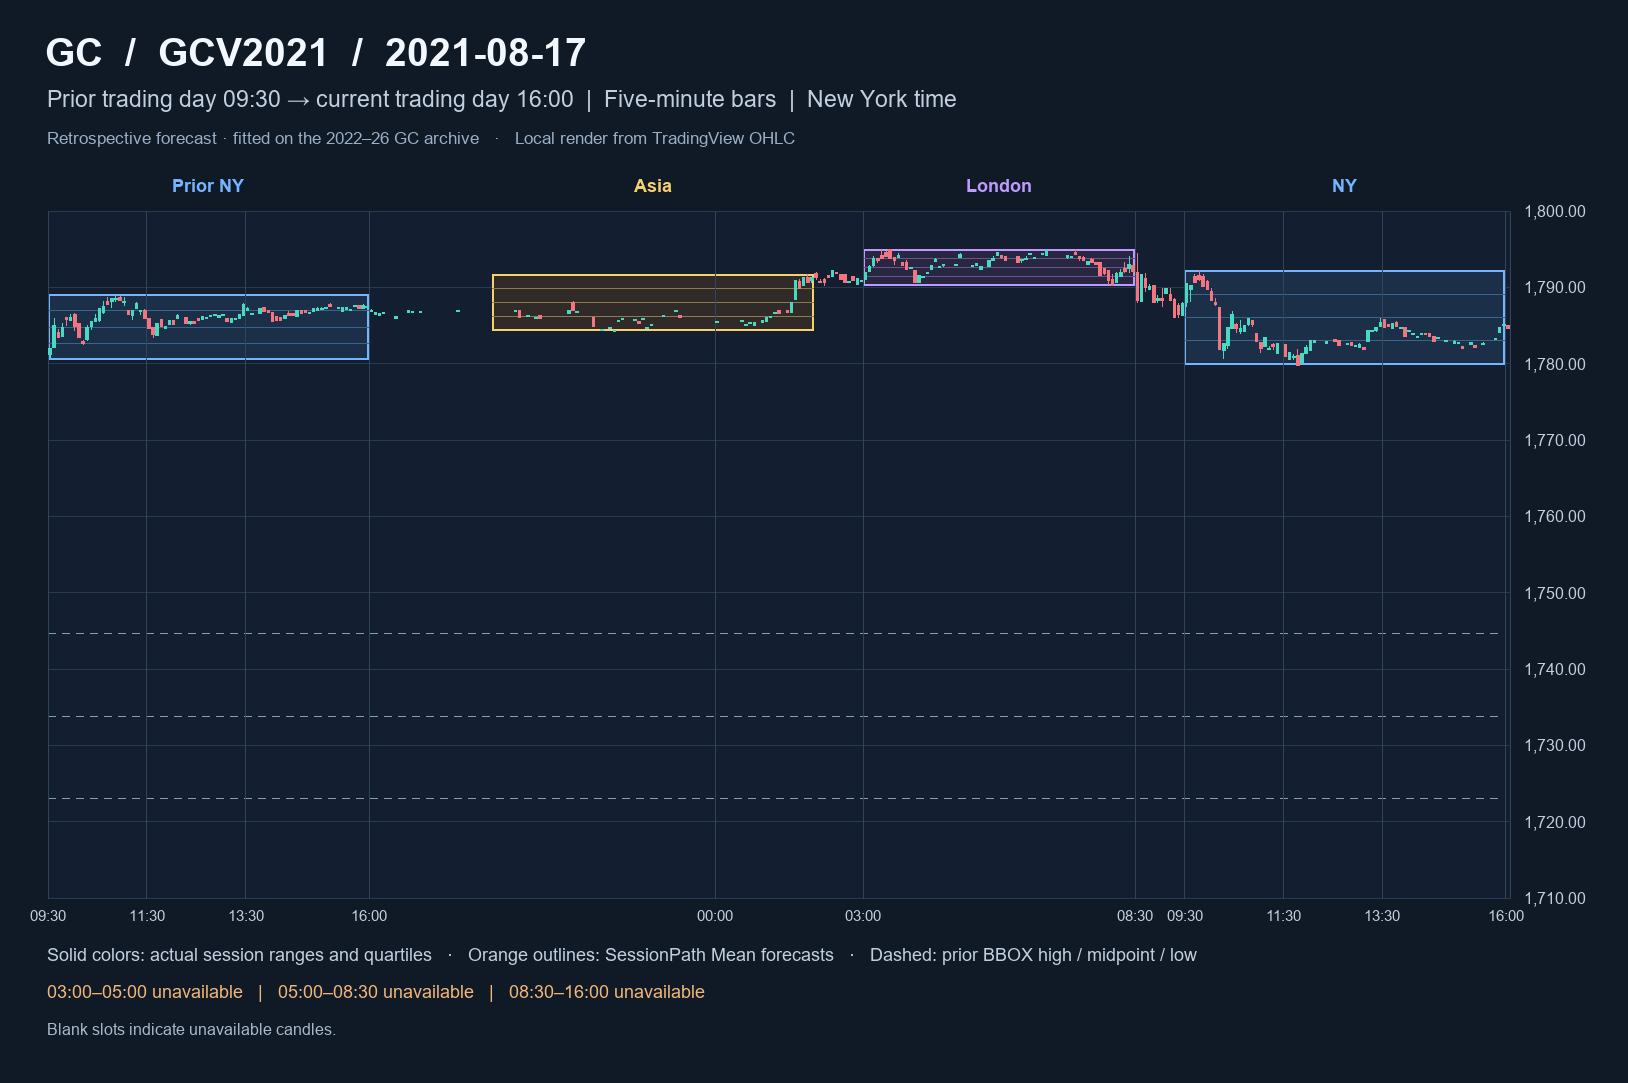 GC / GCV2021 / 2021-08-17
Prior trading day 09:30 → current trading day 16:00 | Five-minute bars | New York time
Retrospective forecast · fitted on the 2022–26 GC archive · Local render from TradingView OHLC
Prior NY Asia London NY
1,800.00
1,790.00
1,780.00
1,770.00
1,760.00
1,750.00
1,740.00
1,730.00
1,720.00
1,710.00
09:30 11:30 13:30 16:00 00:00 03:00 08:30 09:30 11:30 13:30 16:00
Solid colors: actual session ranges and quartiles · Orange outlines: SessionPath Mean forecasts · Dashed: prior BBOX high / midpoint / low
03:00–05:00 unavailable | 05:00–08:30 unavailable | 08:30–16:00 unavailable
Blank slots indicate unavailable candles.